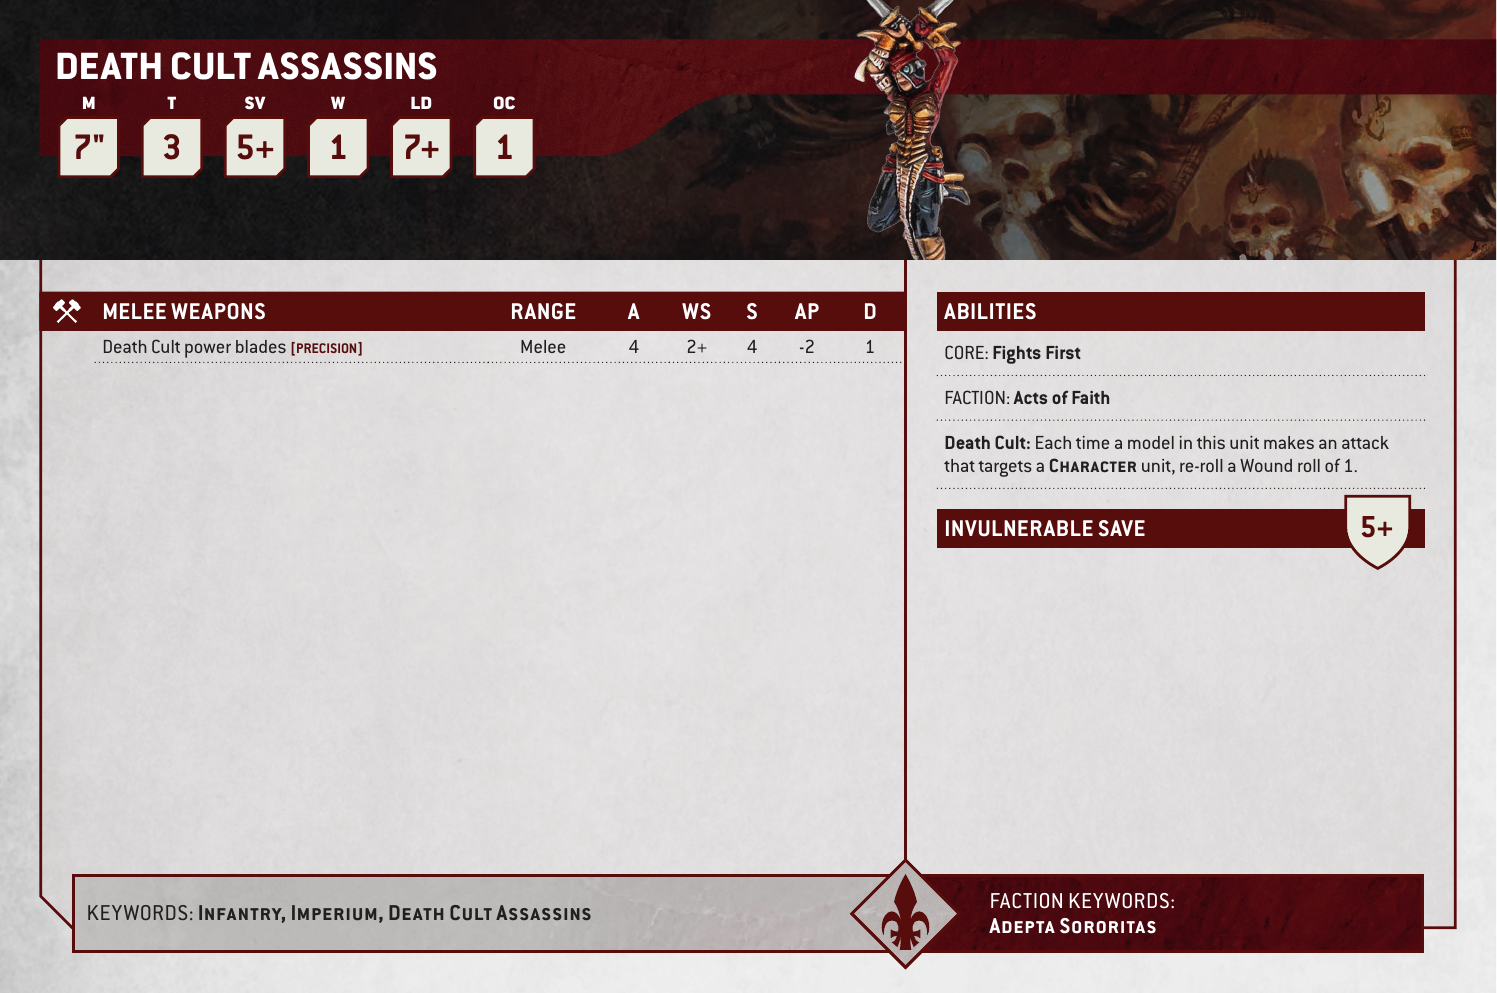 DEATH CULT ASSASSINS
M T SV W LD OC
7" 3 5+ 1 7+ 1
MELEE WEAPONS RANGE A WS S AP D
Death Cult power blades [PRECISION] Melee 4 2+ 4 -2 1
ABILITIES
CORE: Fights First
FACTION: Acts of Faith
Death Cult: Each time a model in this unit makes an attack
that targets a CHARACTER unit, re-roll a Wound roll of 1.
INVULNERABLE SAVE 5+
KEYWORDS: INFANTRY, IMPERIUM, DEATH CULT ASSASSINS
FACTION KEYWORDS:
ADEPTA SORORITAS